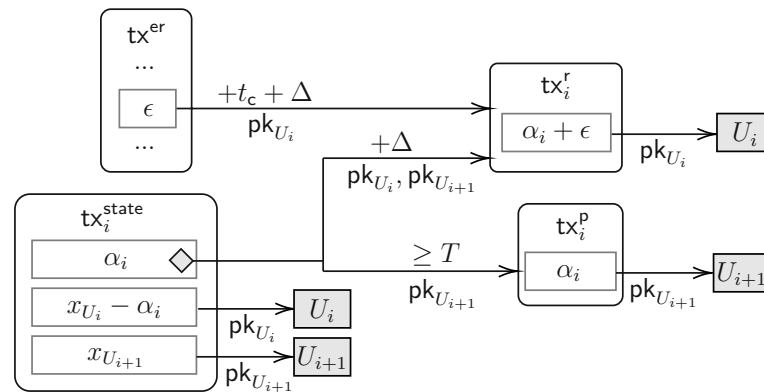 tx^er
...
ϵ
...
+t_c + Δ
pk_{U_i}
tx_i^r
α_i + ϵ
pk_{U_i}
U_i
+Δ
pk_{U_i}, pk_{U_{i+1}}
tx_i^state
α_i
x_{U_i} − α_i
x_{U_{i+1}}
≥ T
pk_{U_{i+1}}
tx_i^p
α_i
pk_{U_{i+1}}
U_{i+1}
pk_{U_i}
U_i
pk_{U_{i+1}}
U_{i+1}